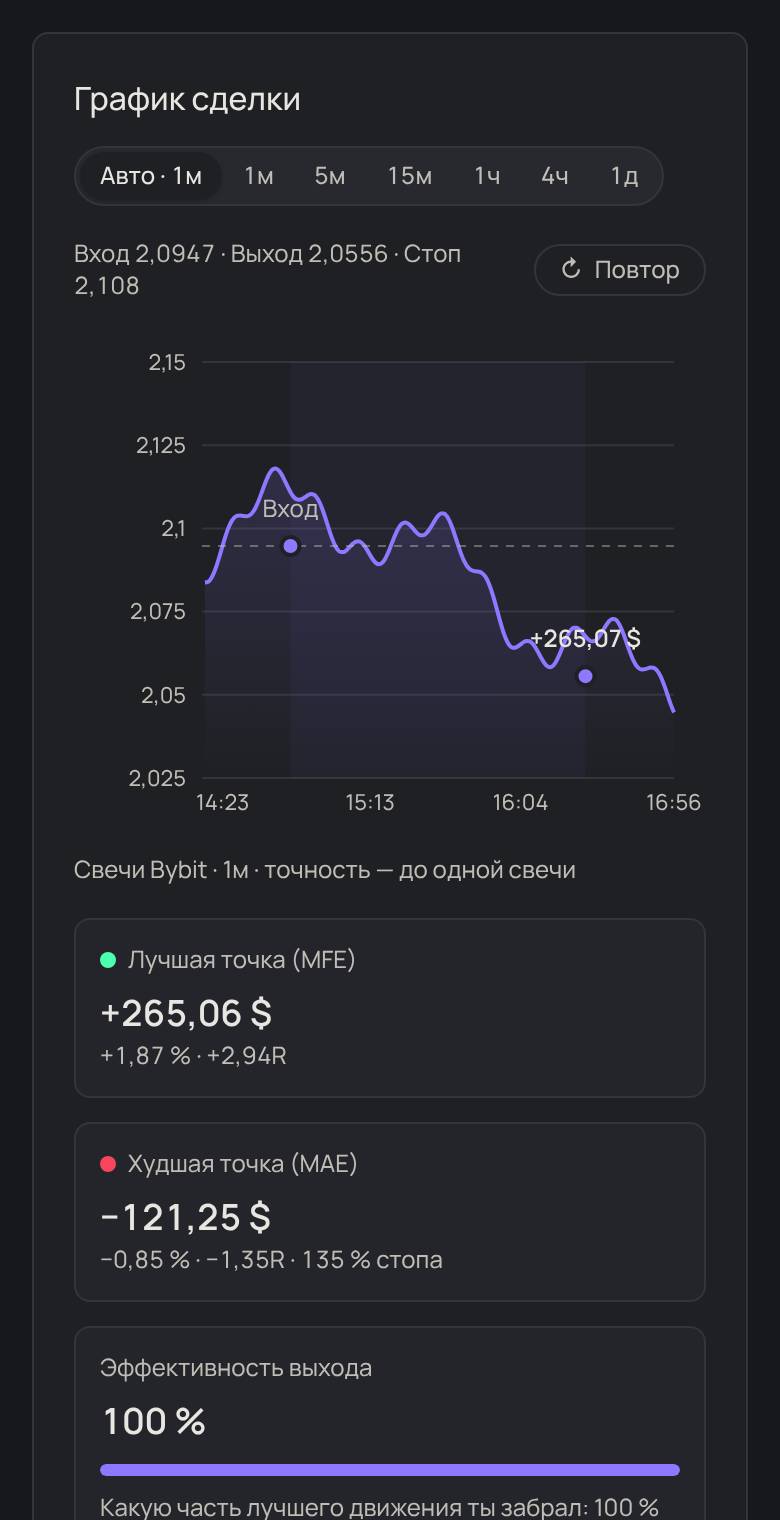 График сделки
Авто · 1м 1м 5м 15м 1ч 4ч 1д
Вход 2,0947 · Выход 2,0556 · Стоп
2,108
Повтор
2,15
2,125
Вход
2,1
2,075
+265,07 $
2,05
2,025
14:23 15:13 16:04 16:56
Свечи Bybit · 1м · точность — до одной свечи
Лучшая точка (MFE)
+265,06 $
+1,87 % · +2,94R
Худшая точка (MAE)
−121,25 $
−0,85 % · −1,35R · 135 % стопа
Эффективность выхода
100 %
Какую часть лучшего движения ты забрал: 100 %